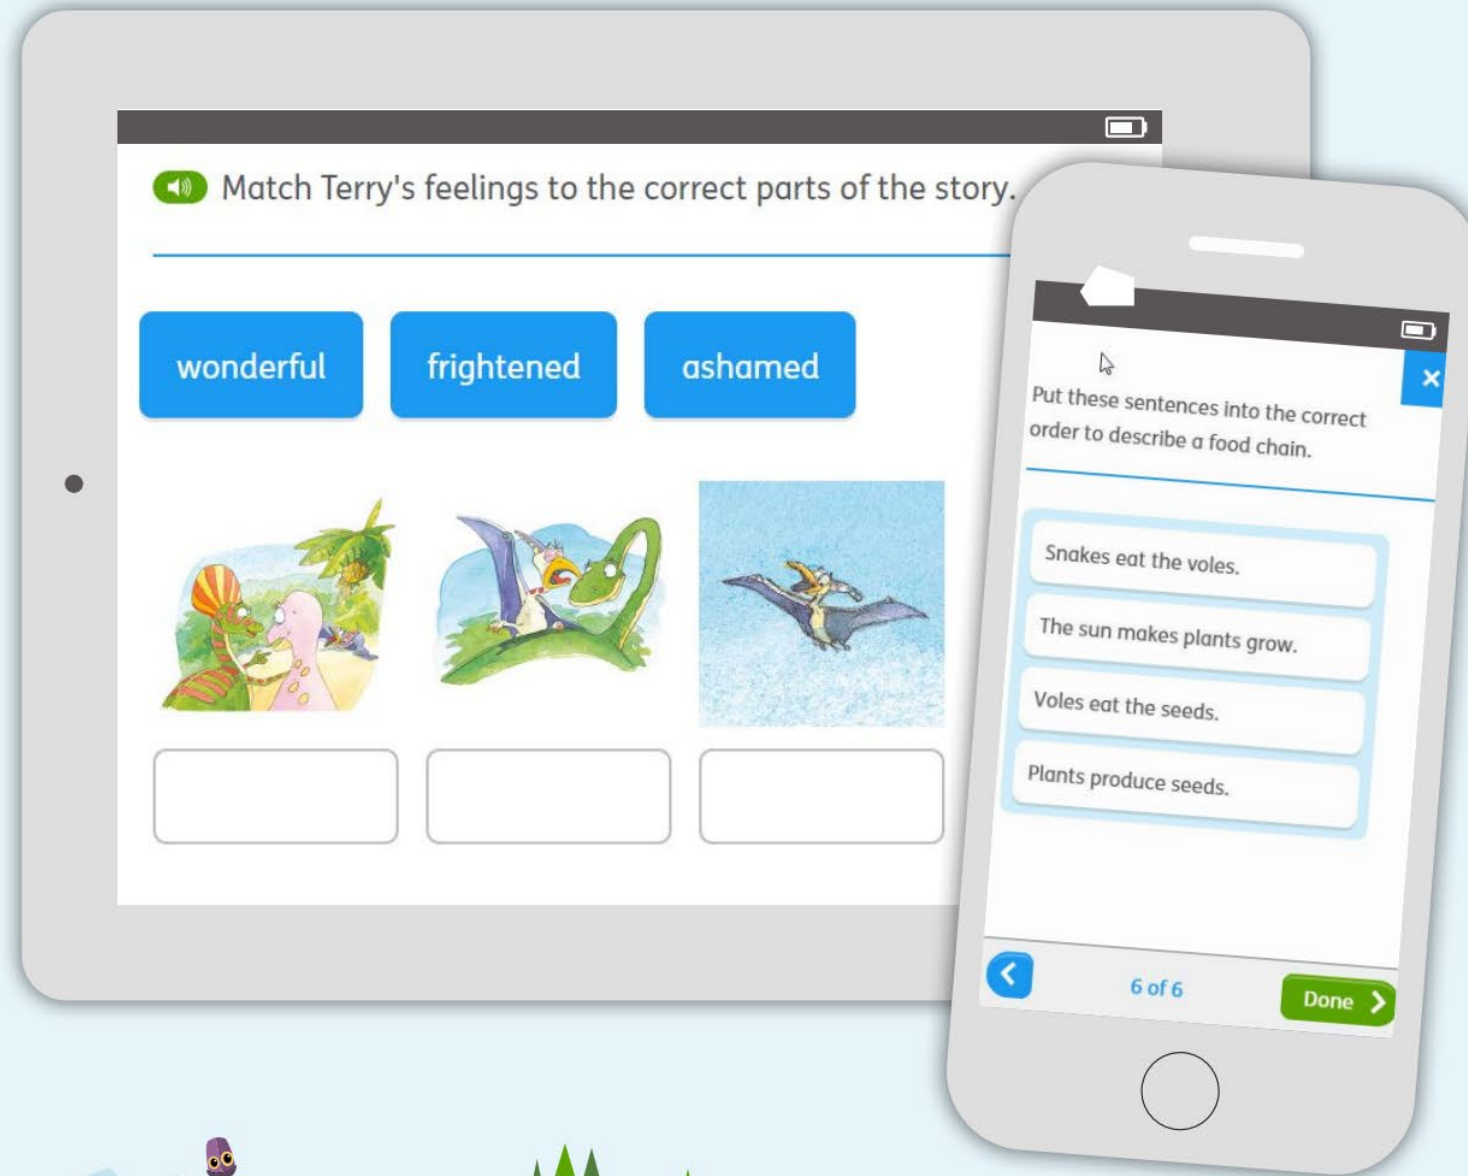 Match Terry's feelings to the correct parts of the story.
wonderful
frightened
ashamed
Put these sentences into the correct
order to describe a food chain.
Snakes eat the voles.
The sun makes plants grow.
Voles eat the seeds.
Plants produce seeds.
6 of 6
Done